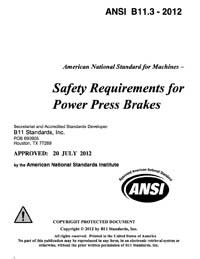 ANSI B11.3 - 2012
American National Standard for Machines –
Safety Requirements for
Power Press Brakes
Secretariat and Accredited Standards Developer:
B11 Standards, Inc.
POB 690905
Houston, TX 77269
APPROVED: 20 JULY 2012
by the American National Standards Institute
Approved American National Standard
ANSI
COPYRIGHT PROTECTED DOCUMENT
Copyright © 2012 by B11 Standards, Inc.
All rights reserved. Printed in the United States of America
No part of this publication may be reproduced in any form, in an electronic retrieval system or
otherwise, without the prior written permission of B11 Standards, Inc.